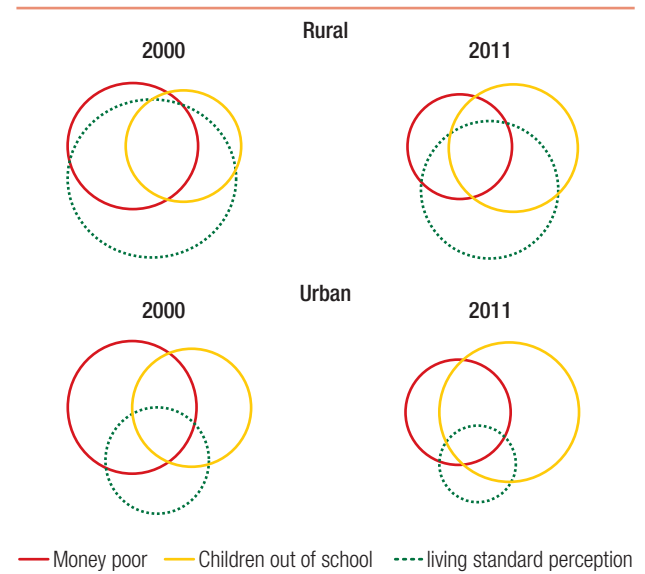 Rural
2000 2011
Urban
2000 2011
Money poor Children out of school living standard perception